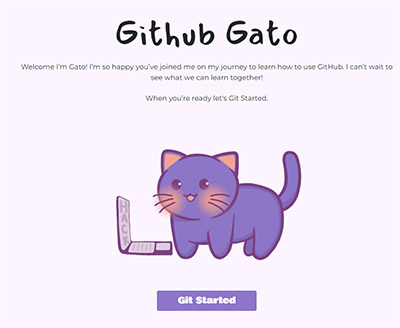 Github Gato
Welcome I'm Gato! I'm so happy you've joined me on my journey to learn how to use GitHub. I can't wait to
see what we can learn together!
When you're ready let's Git Started.
HACK
Git Started